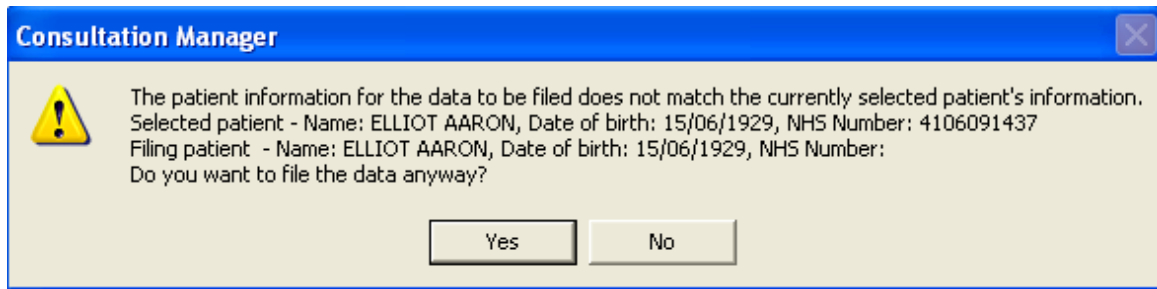 Consultation Manager
The patient information for the data to be filed does not match the currently selected patient's information.
Selected patient - Name: ELLIOT AARON, Date of birth: 15/06/1929, NHS Number: 4106091437
Filing patient - Name: ELLIOT AARON, Date of birth: 15/06/1929, NHS Number:
Do you want to file the data anyway?
Yes No